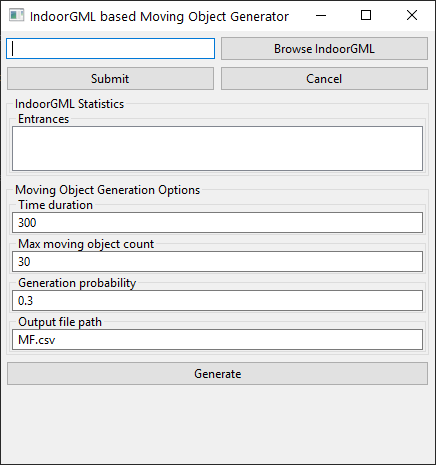 IndoorGML based Moving Object Generator
Browse IndoorGML
Submit Cancel
IndoorGML Statistics
Entrances
Moving Object Generation Options
Time duration
300
Max moving object count
30
Generation probability
0.3
Output file path
MF.csv
Generate